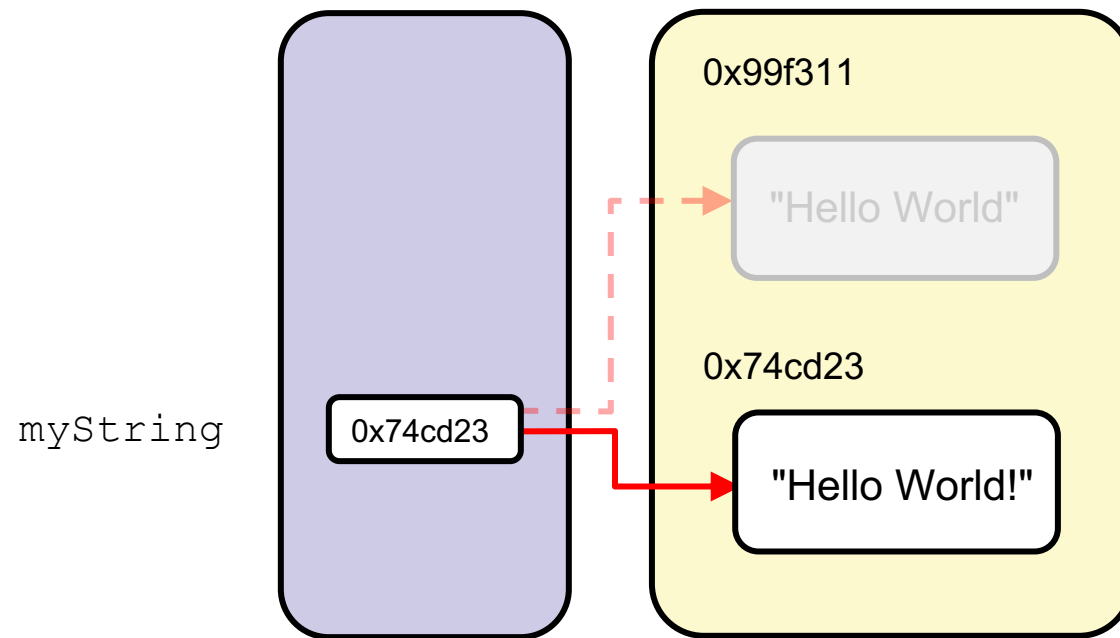 0x99f311
"Hello World"
0x74cd23
myString
0x74cd23
"Hello World!"